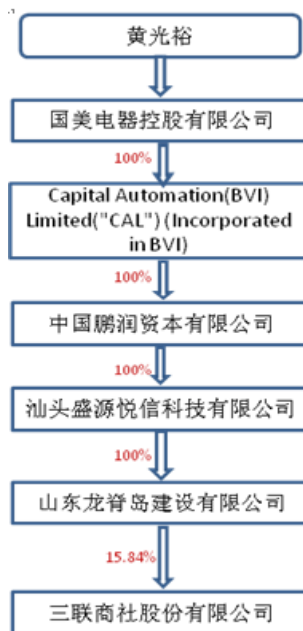 黄光裕
国美电器控股有限公司
100%
Capital Automation(BVI)
Limited("CAL") (Incorporated
in BVI)
100%
中国鹏润资本有限公司
100%
汕头盛源悦信科技有限公司
100%
山东龙脊岛建设有限公司
15.84%
三联商社股份有限公司